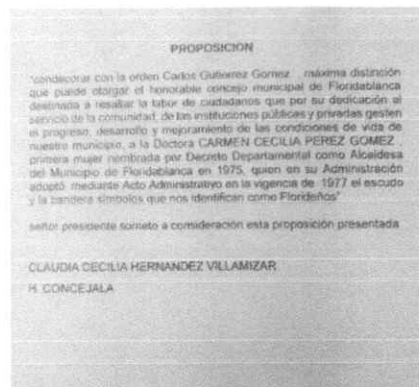 PROPOSICION
"condecorar con la orden Carlos Gutierrez Gomez , máxima distinción
que puede otorgar el honorable concejo municipal de Floridablanca
destinada a resaltar la labor de ciudadanos que por su dedicación al
servicio de la comunidad, de las instituciones públicas y privadas gesten
el progreso, desarrollo y mejoramiento de las condiciones de vida de
nuestro municipio, a la Doctora CARMEN CECILIA PEREZ GOMEZ ,
primera mujer nombrada por Decreto Departamental como Alcaldesa
del Municipio de Floridablanca en 1975, quien en su Administración
adoptó mediante Acto Administrativo en la vigencia de 1977 el escudo
y la bandera símbolos que nos identifican como Florideños"
señor presidente someto a consideración esta proposición presentada
CLAUDIA CECILIA HERNANDEZ VILLAMIZAR
H. CONCEJALA